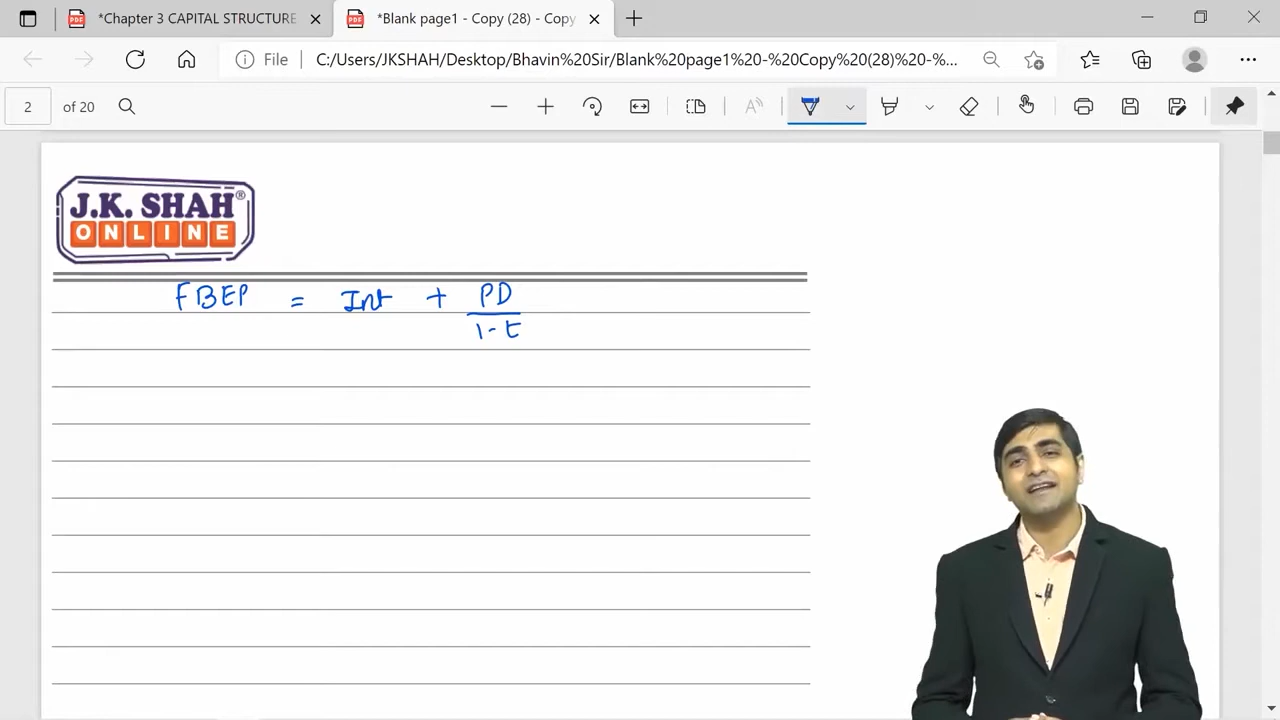 *Chapter 3 CAPITAL STRUCTURE
*Blank page1 - Copy (28) - Copy
File
C:/Users/JKSHAH/Desktop/Bhavin%20Sir/Blank%20page1%20-%20Copy%20(28)%20-%...
2 of 20
J.K. SHAH®
ONLINE
FBEP = Int + PD
1-t